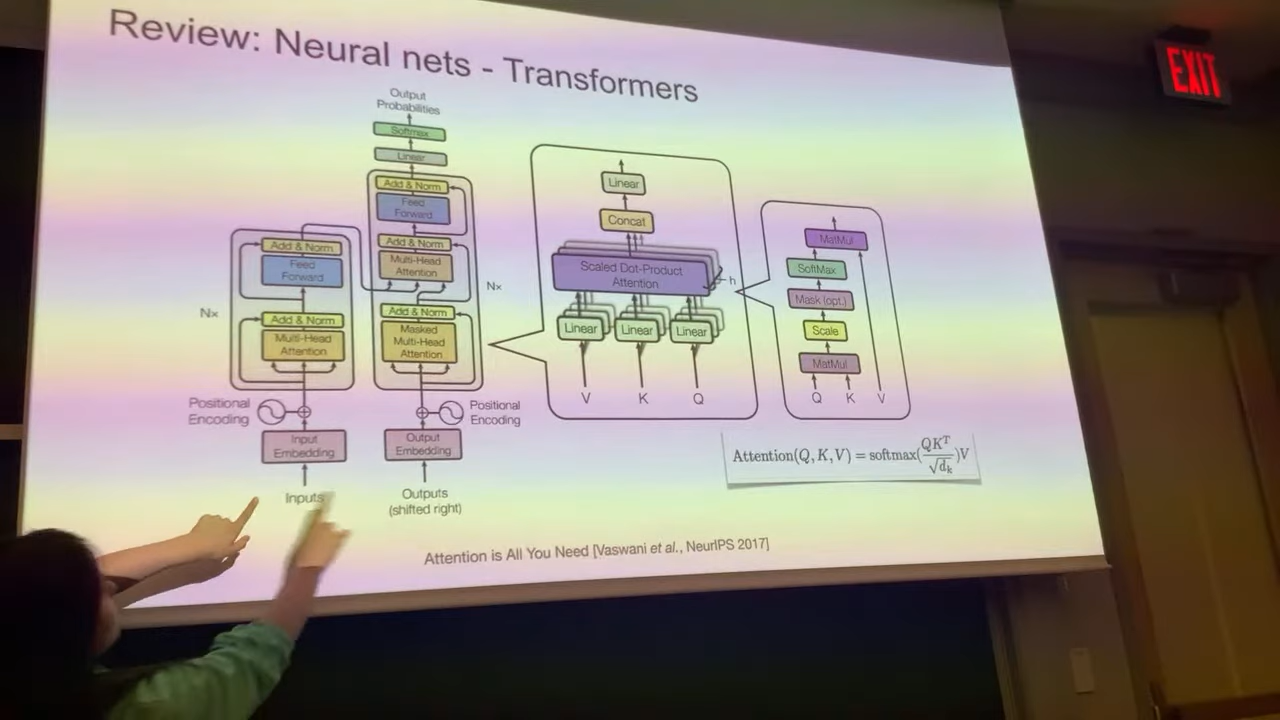 Review: Neural nets - Transformers
EXIT
Output
Probabilities
Softmax
Linear
Add & Norm
Feed
Forward
Add & Norm
Multi-Head
Attention
Add & Norm
Masked
Multi-Head
Attention
Nx
Add & Norm
Feed
Forward
Add & Norm
Multi-Head
Attention
Nx
Positional
Encoding
Positional
Encoding
Input
Embedding
Output
Embedding
Inputs
Outputs
(shifted right)
Linear
Concat
Scaled Dot-Product
Attention
h
Linear Linear Linear
V K Q
MatMul
SoftMax
Mask (opt.)
Scale
MatMul
Q K V
Attention(Q, K, V) = softmax(QKᵀ/√dₖ)V
Attention is All You Need [Vaswani et al., NeurIPS 2017]